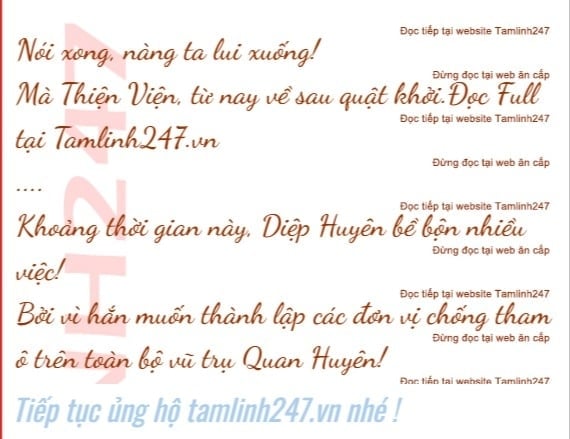 Đọc tiếp tại website Tamlinh247
Nói xong, nàng ta lui xuống!
Đừng đọc tại web ăn cắp
Mà Thiện Viện, từ nay về sau quật khởi.Đọc Full
Đọc tiếp tại website Tamlinh247
tại Tamlinh247.vn
Đừng đọc tại web ăn cắp
....
Đọc tiếp tại website Tamlinh247
Khoảng thời gian này, Diệp Huyên bề bộn nhiều
Đừng đọc tại web ăn cắp
việc!
Đọc tiếp tại website Tamlinh247
Bởi vì hắn muốn thành lập các đơn vị chống tham
Đừng đọc tại web ăn cắp
ô trên toàn bộ vũ trụ Quan Huyên!
Đọc tiếp tại website Tamlinh247
Tiếp tục ủng hộ tamlinh247.vn nhé !
NH247